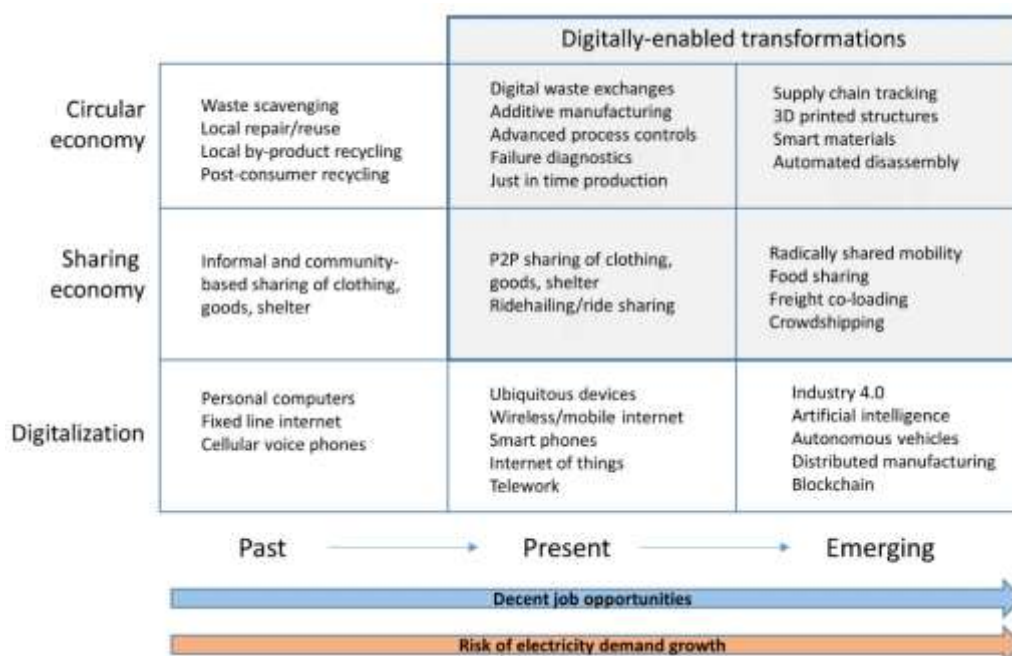 Digitally-enabled transformations
Circular
economy
Waste scavenging
Local repair/reuse
Local by-product recycling
Post-consumer recycling
Digital waste exchanges
Additive manufacturing
Advanced process controls
Failure diagnostics
Just in time production
Supply chain tracking
3D printed structures
Smart materials
Automated disassembly
Sharing
economy
Informal and community-
based sharing of clothing,
goods, shelter
P2P sharing of clothing,
goods, shelter
Ridehailing/ride sharing
Radically shared mobility
Food sharing
Freight co-loading
Crowdshipping
Digitalization
Personal computers
Fixed line internet
Cellular voice phones
Ubiquitous devices
Wireless/mobile internet
Smart phones
Internet of things
Telework
Industry 4.0
Artificial intelligence
Autonomous vehicles
Distributed manufacturing
Blockchain
Past
Present
Emerging
Decent job opportunities
Risk of electricity demand growth